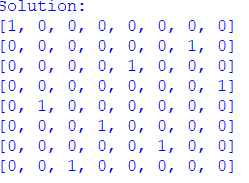 Solution:
[1, 0, 0, 0, 0, 0, 0, 0]
[0, 0, 0, 0, 0, 0, 1, 0]
[0, 0, 0, 0, 1, 0, 0, 0]
[0, 0, 0, 0, 0, 0, 0, 1]
[0, 1, 0, 0, 0, 0, 0, 0]
[0, 0, 0, 1, 0, 0, 0, 0]
[0, 0, 0, 0, 0, 1, 0, 0]
[0, 0, 1, 0, 0, 0, 0, 0]